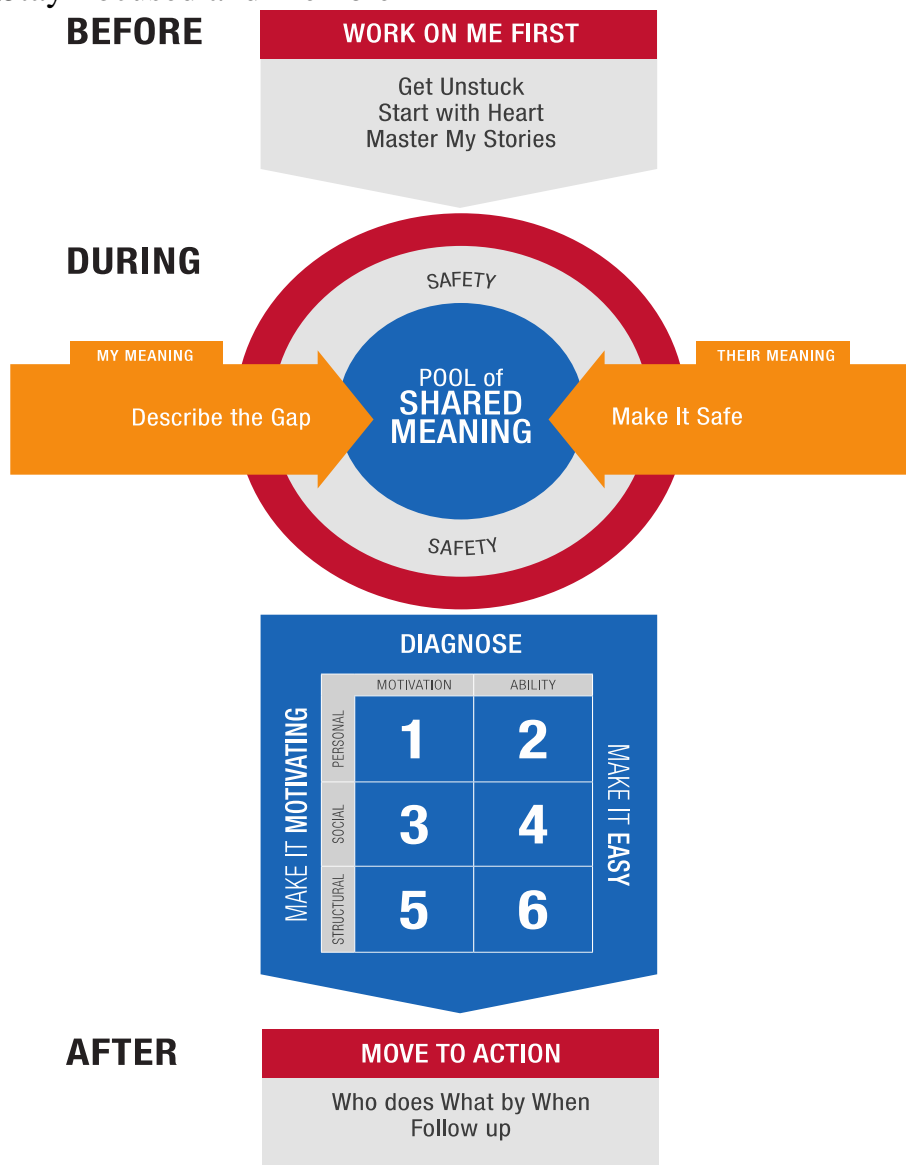 BEFORE
WORK ON ME FIRST
Get Unstuck
Start with Heart
Master My Stories
DURING
SAFETY
MY MEANING
THEIR MEANING
Describe the Gap
POOL of
SHARED
MEANING
Make It Safe
SAFETY
DIAGNOSE
MOTIVATION
ABILITY
MAKE IT MOTIVATING
PERSONAL
1
2
SOCIAL
3
4
STRUCTURAL
5
6
MAKE IT EASY
AFTER
MOVE TO ACTION
Who does What by When
Follow up